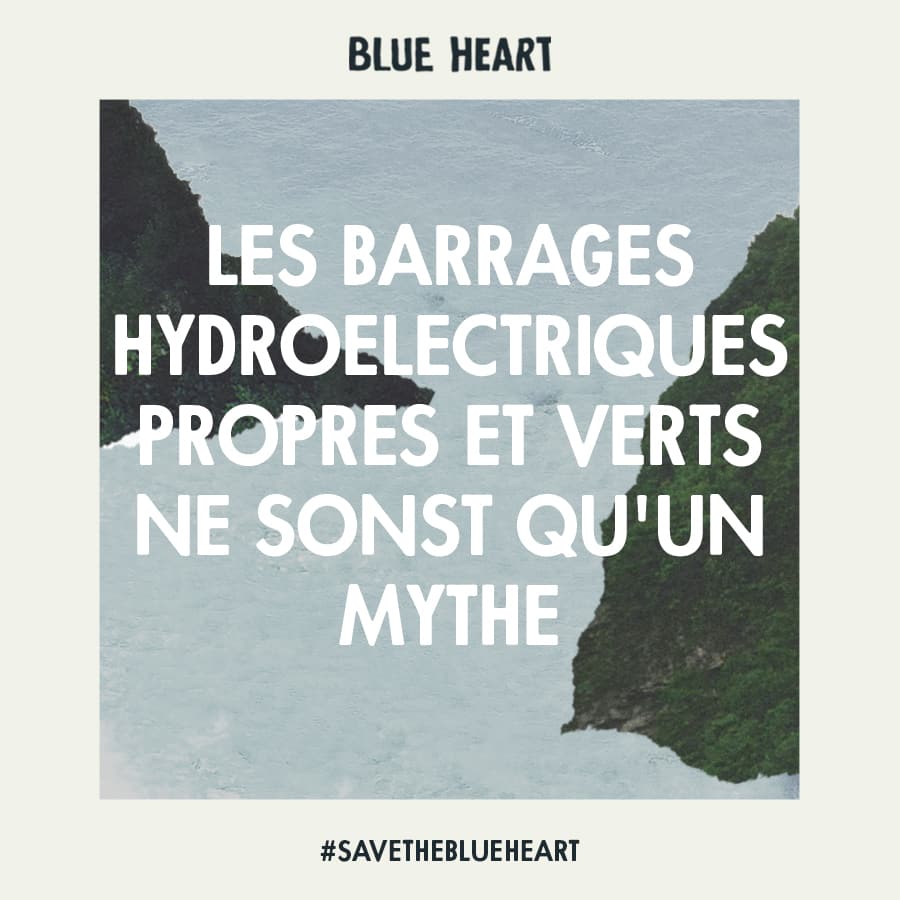 BLUE HEART
LES BARRAGES
HYDROELECTRIQUES
PROPRES ET VERTS
NE SONST QU'UN
MYTHE
#SAVETHEBLUEHEART